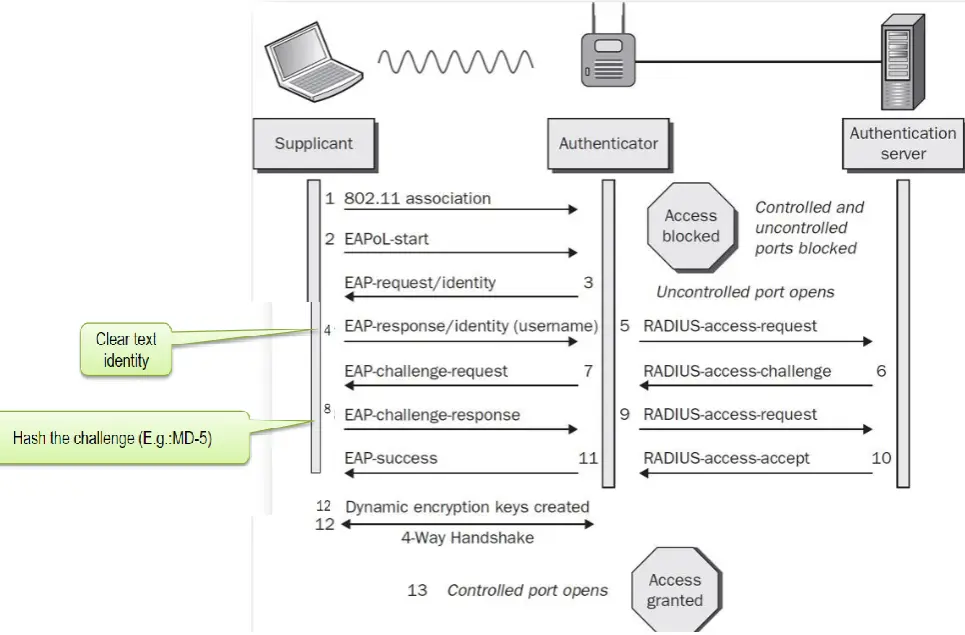 Supplicant
Authenticator
Authentication
server
1 802.11 association
Access
blocked
Controlled and
uncontrolled
ports blocked
2 EAPoL-start
EAP-request/identity 3
Uncontrolled port opens
Clear text
identity
4 EAP-response/identity (username)
5 RADIUS-access-request
EAP-challenge-request 7
RADIUS-access-challenge 6
Hash the challenge (E.g.:MD-5)
8 EAP-challenge-response
9 RADIUS-access-request
EAP-success 11
RADIUS-access-accept 10
12 Dynamic encryption keys created
12
4-Way Handshake
13 Controlled port opens
Access
granted